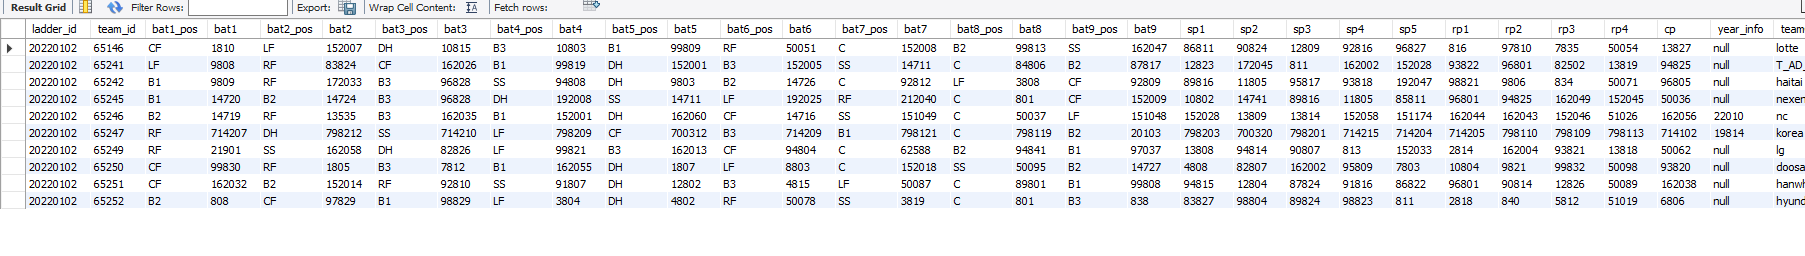 Result Grid Filter Rows: Export: Wrap Cell Content: Fetch rows:
ladder_id team_id bat1_pos bat1 bat2_pos bat2 bat3_pos bat3 bat4_pos bat4 bat5_pos bat5 bat6_pos bat6 bat7_pos bat7 bat8_pos bat8 bat9_pos bat9 sp1 sp2 sp3 sp4 sp5 rp1 rp2 rp3 rp4 cp year_info team
20220102 65146 CF 1810 LF 152007 DH 10815 B3 10803 B1 99809 RF 50051 C 152008 B2 99813 SS 162047 86811 90824 12809 92816 96827 816 97810 7835 50054 13827 null lotte
20220102 65241 LF 9808 RF 83824 CF 162026 B1 99819 DH 152001 B3 152005 SS 14711 C 84806 B2 87817 12823 172045 811 162002 152028 93822 96801 82502 13819 94825 null T_AD_
20220102 65242 B1 9809 RF 172033 B3 96828 SS 94808 DH 9803 B2 14726 C 92812 LF 3808 CF 92809 89816 11805 95817 93818 192047 98821 9806 834 50071 96805 null haitai
20220102 65245 B1 14720 B2 14724 B3 96828 DH 192008 SS 14711 LF 192025 RF 212040 C 801 CF 152009 10802 14741 89816 11805 85811 96801 94825 162049 152045 50036 null nexen
20220102 65246 B2 14719 RF 13535 B3 162035 B1 152001 DH 162060 CF 14716 SS 151049 C 50037 LF 151048 152028 13809 13814 152058 151174 162044 162043 152046 51026 162056 22010 nc
20220102 65247 RF 714207 DH 798212 SS 714210 LF 798209 CF 700312 B3 714209 B1 798121 C 798119 B2 20103 798203 700320 798201 714215 714204 714205 798110 798109 798113 714102 19814 korea
20220102 65249 RF 21901 SS 162058 DH 82826 LF 99821 B3 162013 CF 94804 C 62588 B2 94841 B1 97037 13808 94814 90807 813 152033 2814 162004 93821 13818 50062 null lg
20220102 65250 CF 99830 RF 1805 B3 7812 B1 162055 DH 1807 LF 8803 C 152018 SS 50095 B2 14727 4808 82807 162002 95809 7803 10804 9821 99832 50098 93820 null doosa
20220102 65251 CF 162032 B2 152014 RF 92810 SS 91807 DH 12802 B3 4815 LF 50087 C 89801 B1 99808 94815 12804 87824 91816 86822 96801 90814 12826 50089 162038 null hanwh
20220102 65252 B2 808 CF 97829 B1 98829 LF 3804 DH 4802 RF 50078 SS 3819 C 801 B3 838 83827 98804 89824 98823 811 2818 840 5812 51019 6806 null hyund